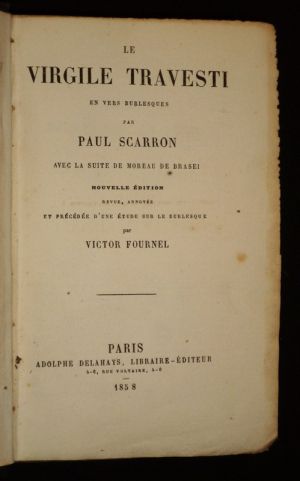 LE
VIRGILE TRAVESTI
EN VERS BURLESQUES
PAR
PAUL SCARRON
AVEC LA SUITE DE MOREAU DE BRASEI
NOUVELLE ÉDITION
REVUE, ANNOTÉE
ET PRÉCÉDÉE D'UNE ÉTUDE SUR LE BURLESQUE
par
VICTOR FOURNEL
PARIS
ADOLPHE DELAHAYS, LIBRAIRE-ÉDITEUR
4-6, RUE VOLTAIRE, 4-6
1858